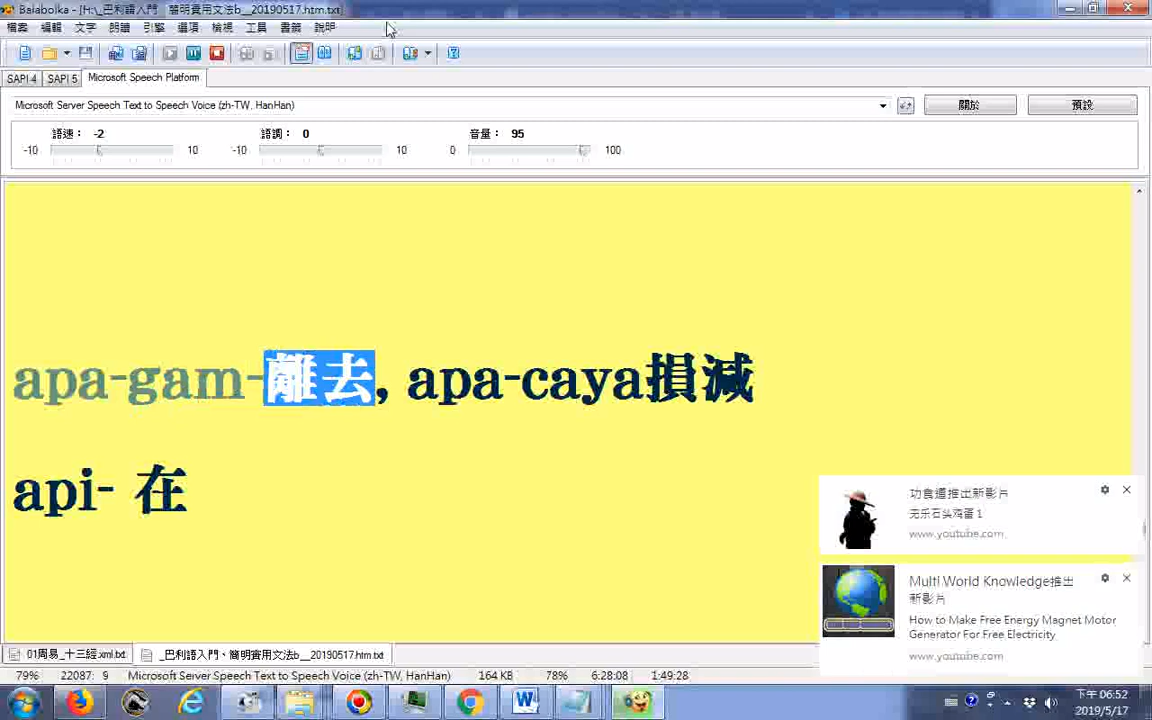 Balabolka - [H:\_巴利語入門、簡明實用文法b__20190517.htm.txt]
檔案 編輯 文字 朗讀 引擎 選項 檢視 工具 書籤 說明
SAPI 4 SAPI 5 Microsoft Speech Platform
Microsoft Server Speech Text to Speech Voice (zh-TW, HanHan) 關於 預設
語速: -2 語調: 0 音量: 95
-10 10 -10 10 0 100
apa-gam-離去, apa-caya損減
api- 在
功食遵推出新影片
无乐石头鸡蛋 1
www.youtube.com
Multi World Knowledge推出
新影片
How to Make Free Energy Magnet Motor
Generator For Free Electricity
www.youtube.com
01周易_十三經.xml.txt _巴利語入門、簡明實用文法b__20190517.htm.txt
79% 22087: 9 Microsoft Server Speech Text to Speech Voice (zh-TW, HanHan) 164 KB 78% 6:28:08 1:49:28
下午 06:52
2019/5/17